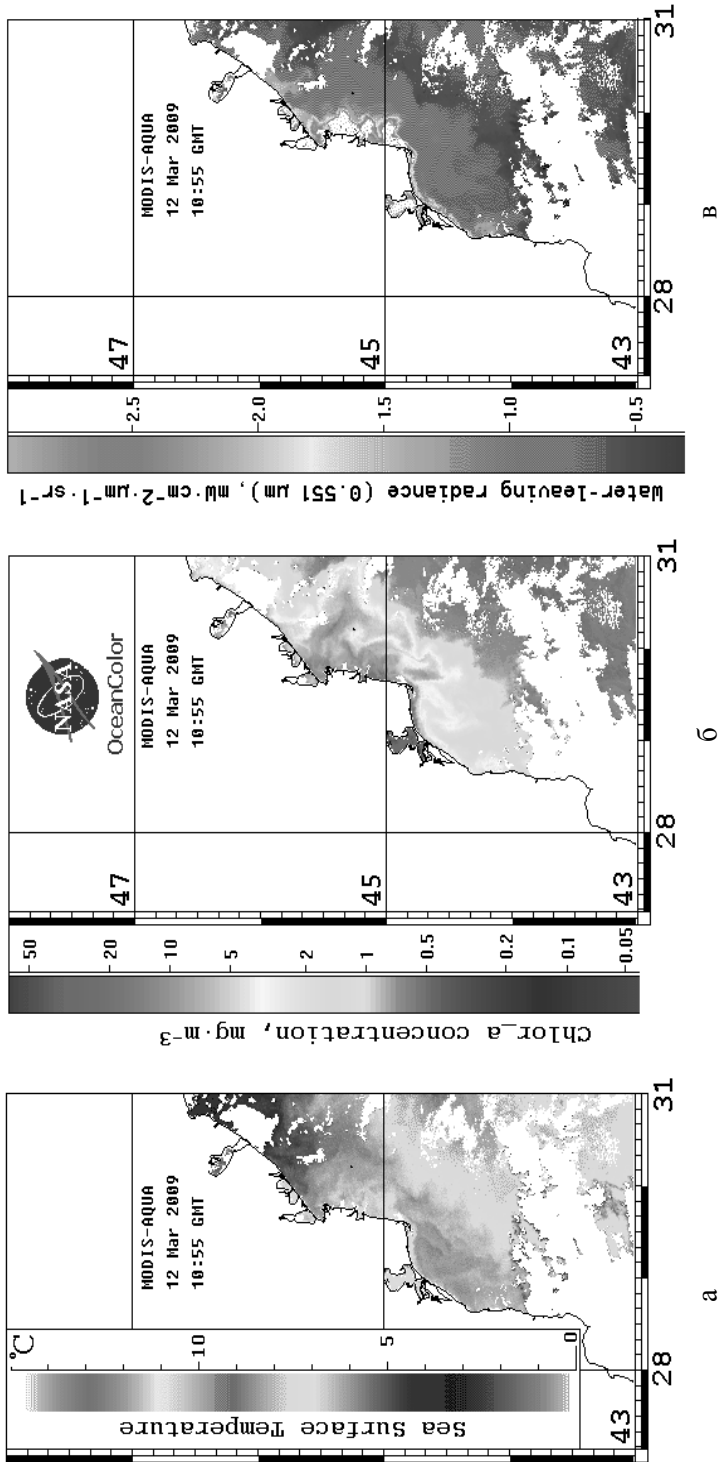 °C
10
5
0
Sea Surface Temperature
MODIS-AQUA
12 Mar 2009
10:55 GMT
43
28
31
а
50
20
10
5
2
1
0.5
0.2
0.1
0.05
Chlor_a concentration, mg·m⁻³
NASA
OceanColor
MODIS-AQUA
12 Mar 2009
10:55 GMT
47
45
43
28
31
б
2.5
2.0
1.5
1.0
0.5
Water-leaving radiance (0.551 µm), mW·cm⁻²·µm⁻¹·sr⁻¹
MODIS-AQUA
12 Mar 2009
10:55 GMT
47
45
43
28
31
в